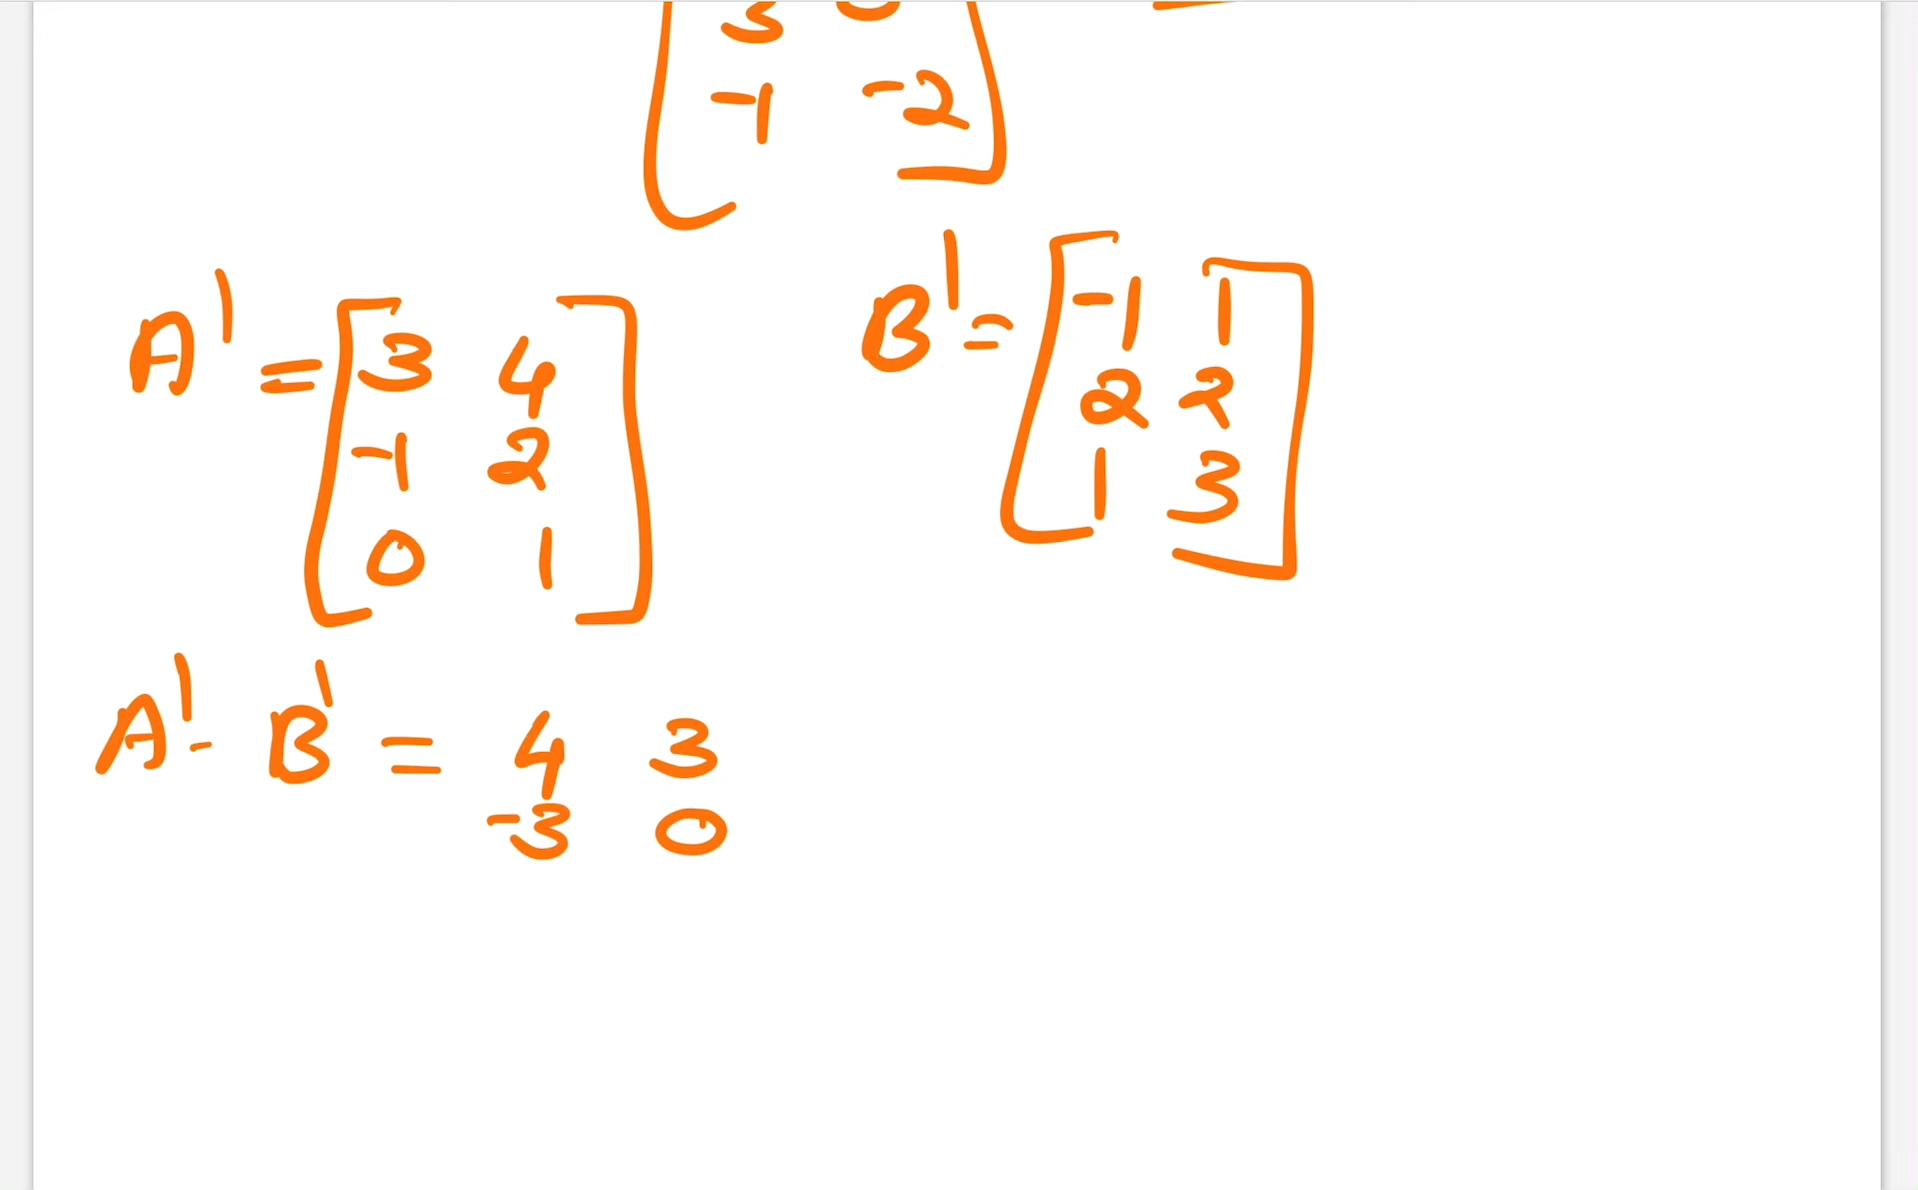 3 0
-1 -2
A' = [3 4
-1 2
0 1]
B' = [-1 1
2 2
1 3]
A' - B' = 4 3
-3 0